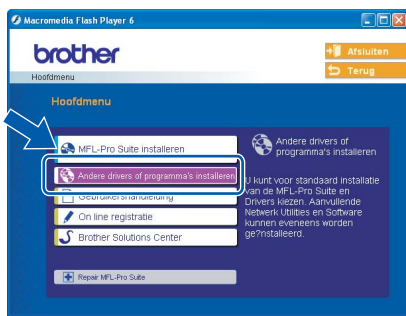 Macromedia Flash Player 6
brother
Afsluiten
Terug
Hoofdmenu
Hoofdmenu
MFL-Pro Suite installeren
Andere drivers of programma's installeren
Gebruikershandleiding
On line registratie
Brother Solutions Center
Repair MFL-Pro Suite
Andere drivers of
programma's installeren
U kunt voor standaard installatie
van de MFL-Pro Suite en
Drivers kiezen. Aanvullende
Netwerk Utilities en Software
kunnen eveneens worden
ge?nstalleerd.